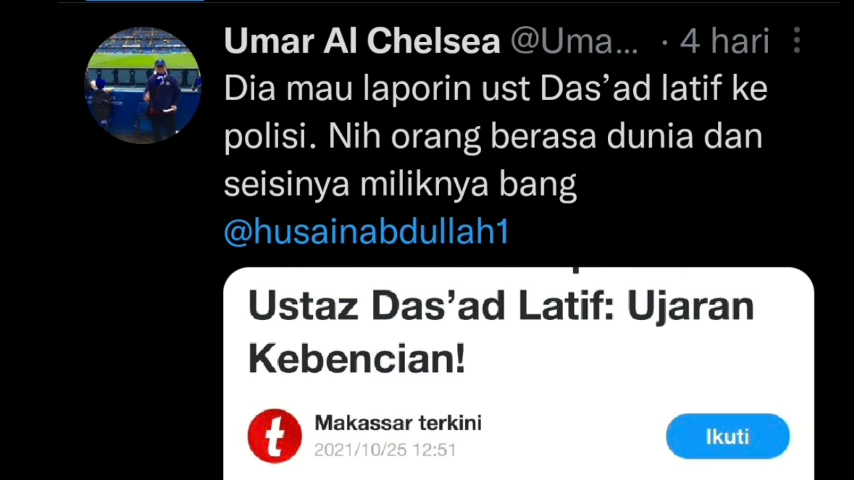 Umar Al Chelsea @Uma... · 4 hari
Dia mau laporin ust Das'ad latif ke
polisi. Nih orang berasa dunia dan
seisinya miliknya bang
@husainabdullah1
Ustaz Das'ad Latif: Ujaran
Kebencian!
t
Makassar terkini
2021/10/25 12:51
Ikuti